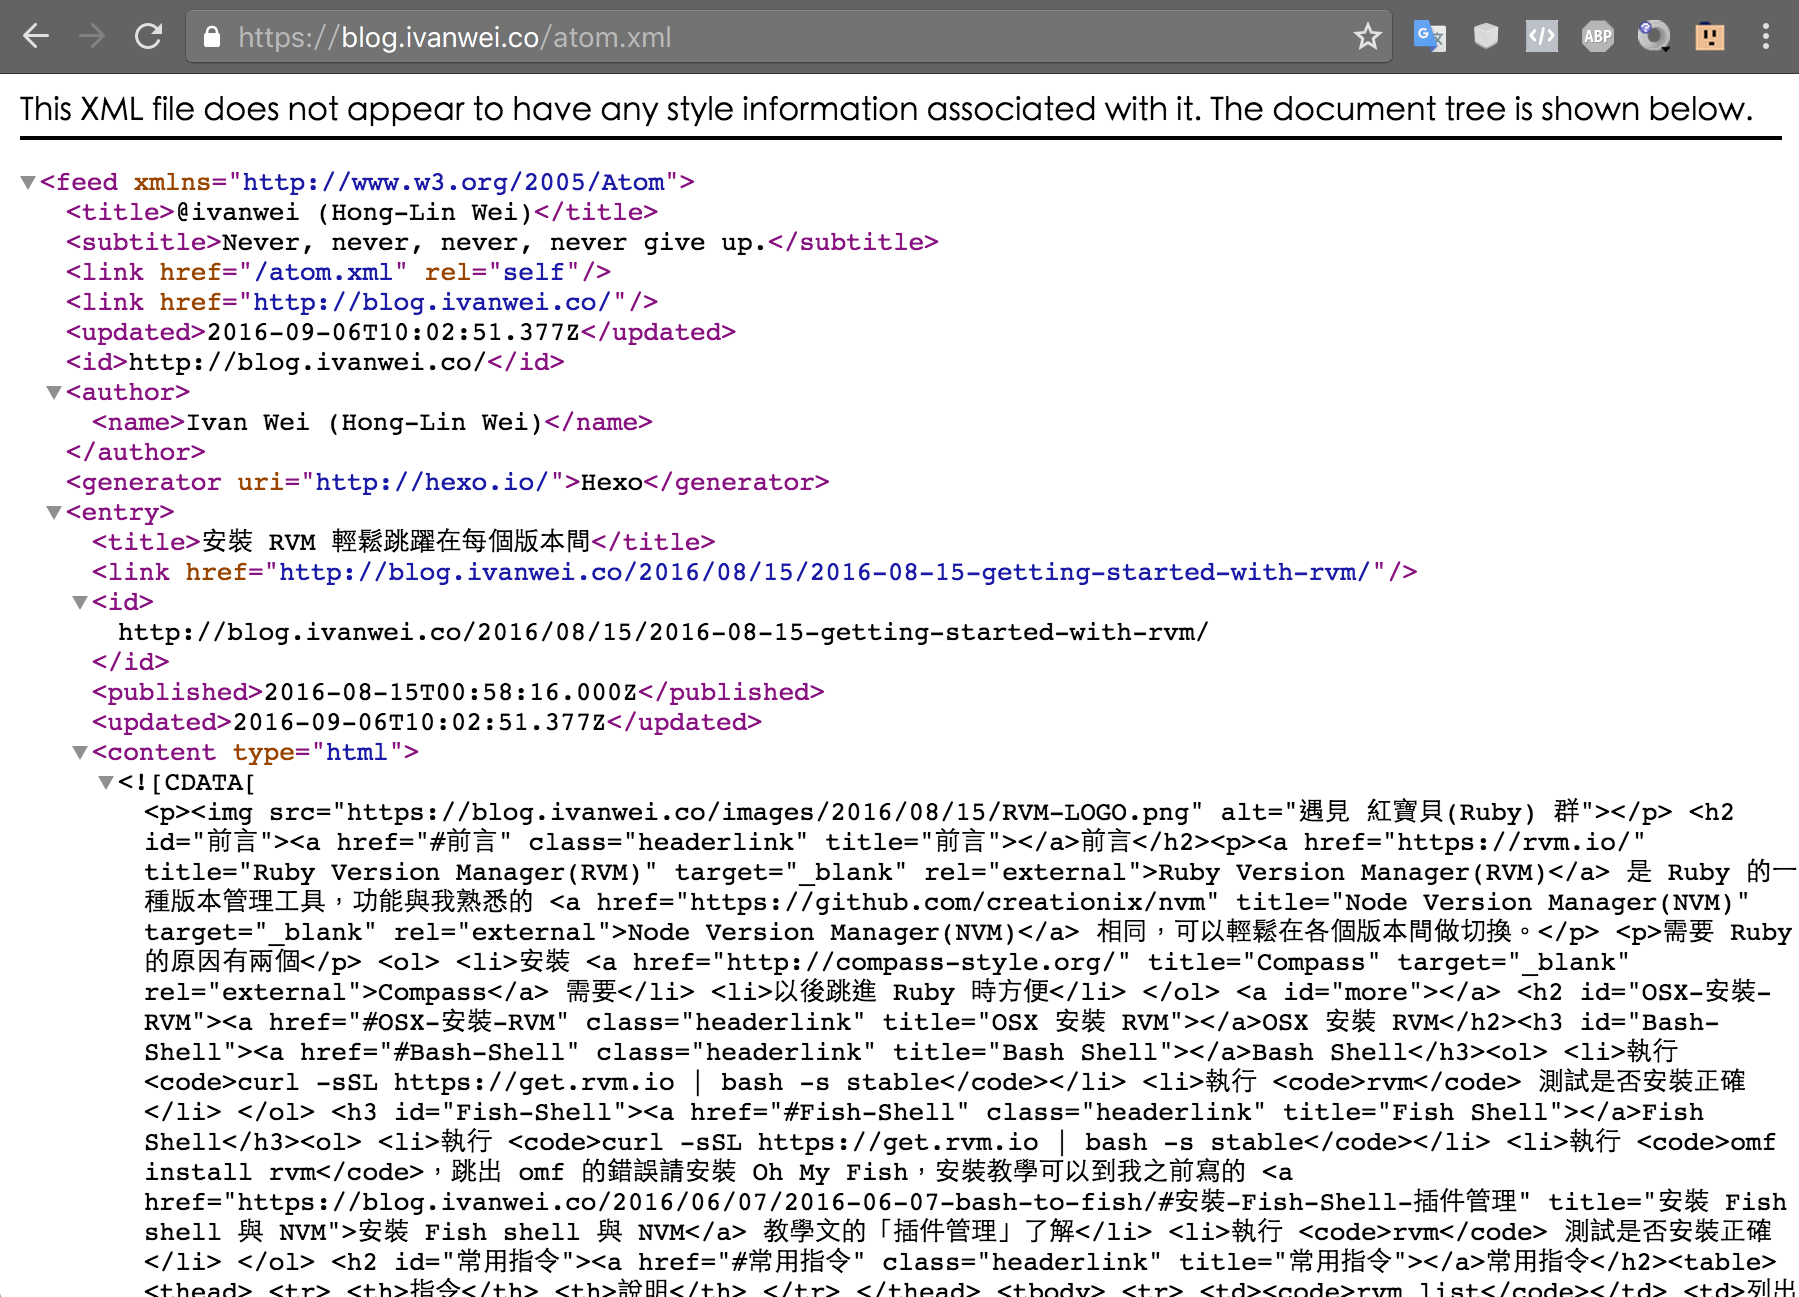 https://blog.ivanwei.co/atom.xml
ABP
This XML file does not appear to have any style information associated with it. The document tree is shown below.
▼<feed xmlns="http://www.w3.org/2005/Atom">
<title>@ivanwei (Hong-Lin Wei)</title>
<subtitle>Never, never, never, never give up.</subtitle>
<link href="/atom.xml" rel="self"/>
<link href="http://blog.ivanwei.co/"/>
<updated>2016-09-06T10:02:51.377Z</updated>
<id>http://blog.ivanwei.co/</id>
▼<author>
<name>Ivan Wei (Hong-Lin Wei)</name>
</author>
<generator uri="http://hexo.io/">Hexo</generator>
▼<entry>
<title>安裝 RVM 輕鬆跳躍在每個版本間</title>
<link href="http://blog.ivanwei.co/2016/08/15/2016-08-15-getting-started-with-rvm/"/>
▼<id>
http://blog.ivanwei.co/2016/08/15/2016-08-15-getting-started-with-rvm/
</id>
<published>2016-08-15T00:58:16.000Z</published>
<updated>2016-09-06T10:02:51.377Z</updated>
▼<content type="html">
▼<![CDATA[
<p><img src="https://blog.ivanwei.co/images/2016/08/15/RVM-LOGO.png" alt="遇見 紅寶貝(Ruby) 群"></p> <h2
id="前言"><a href="#前言" class="headerlink" title="前言"></a>前言</h2><p><a href="https://rvm.io/"
title="Ruby Version Manager(RVM)" target="_blank" rel="external">Ruby Version Manager(RVM)</a> 是 Ruby 的一
種版本管理工具，功能與我熟悉的 <a href="https://github.com/creationix/nvm" title="Node Version Manager(NVM)"
target="_blank" rel="external">Node Version Manager(NVM)</a> 相同，可以輕鬆在各個版本間做切換。</p> <p>需要 Ruby
的原因有兩個</p> <ol> <li>安裝 <a href="http://compass-style.org/" title="Compass" target="_blank"
rel="external">Compass</a> 需要</li> <li>以後跳進 Ruby 時方便</li> </ol> <a id="more"></a> <h2 id="OSX-安裝-
RVM"><a href="#OSX-安裝-RVM" class="headerlink" title="OSX 安裝 RVM"></a>OSX 安裝 RVM</h2><h3 id="Bash-
Shell"><a href="#Bash-Shell" class="headerlink" title="Bash Shell"></a>Bash Shell</h3><ol> <li>執行
<code>curl -sSL https://get.rvm.io | bash -s stable</code></li> <li>執行 <code>rvm</code> 測試是否安裝正確
</li> </ol> <h3 id="Fish-Shell"><a href="#Fish-Shell" class="headerlink" title="Fish Shell"></a>Fish
Shell</h3><ol> <li>執行 <code>curl -sSL https://get.rvm.io | bash -s stable</code></li> <li>執行 <code>omf
install rvm</code>，跳出 omf 的錯誤請安裝 Oh My Fish，安裝教學可以到我之前寫的 <a
href="https://blog.ivanwei.co/2016/06/07/2016-06-07-bash-to-fish/#安裝-Fish-Shell-插件管理" title="安裝 Fish
shell 與 NVM">安裝 Fish shell 與 NVM</a> 教學文的「插件管理」了解</li> <li>執行 <code>rvm</code> 測試是否安裝正確
</li> </ol> <h2 id="常用指令"><a href="#常用指令" class="headerlink" title="常用指令"></a>常用指令</h2><table>
<thead> <tr> <th>指令</th> <th>說明</th> </tr> </thead> <tbody> <tr> <td><code>rvm list</code></td> <td>列出